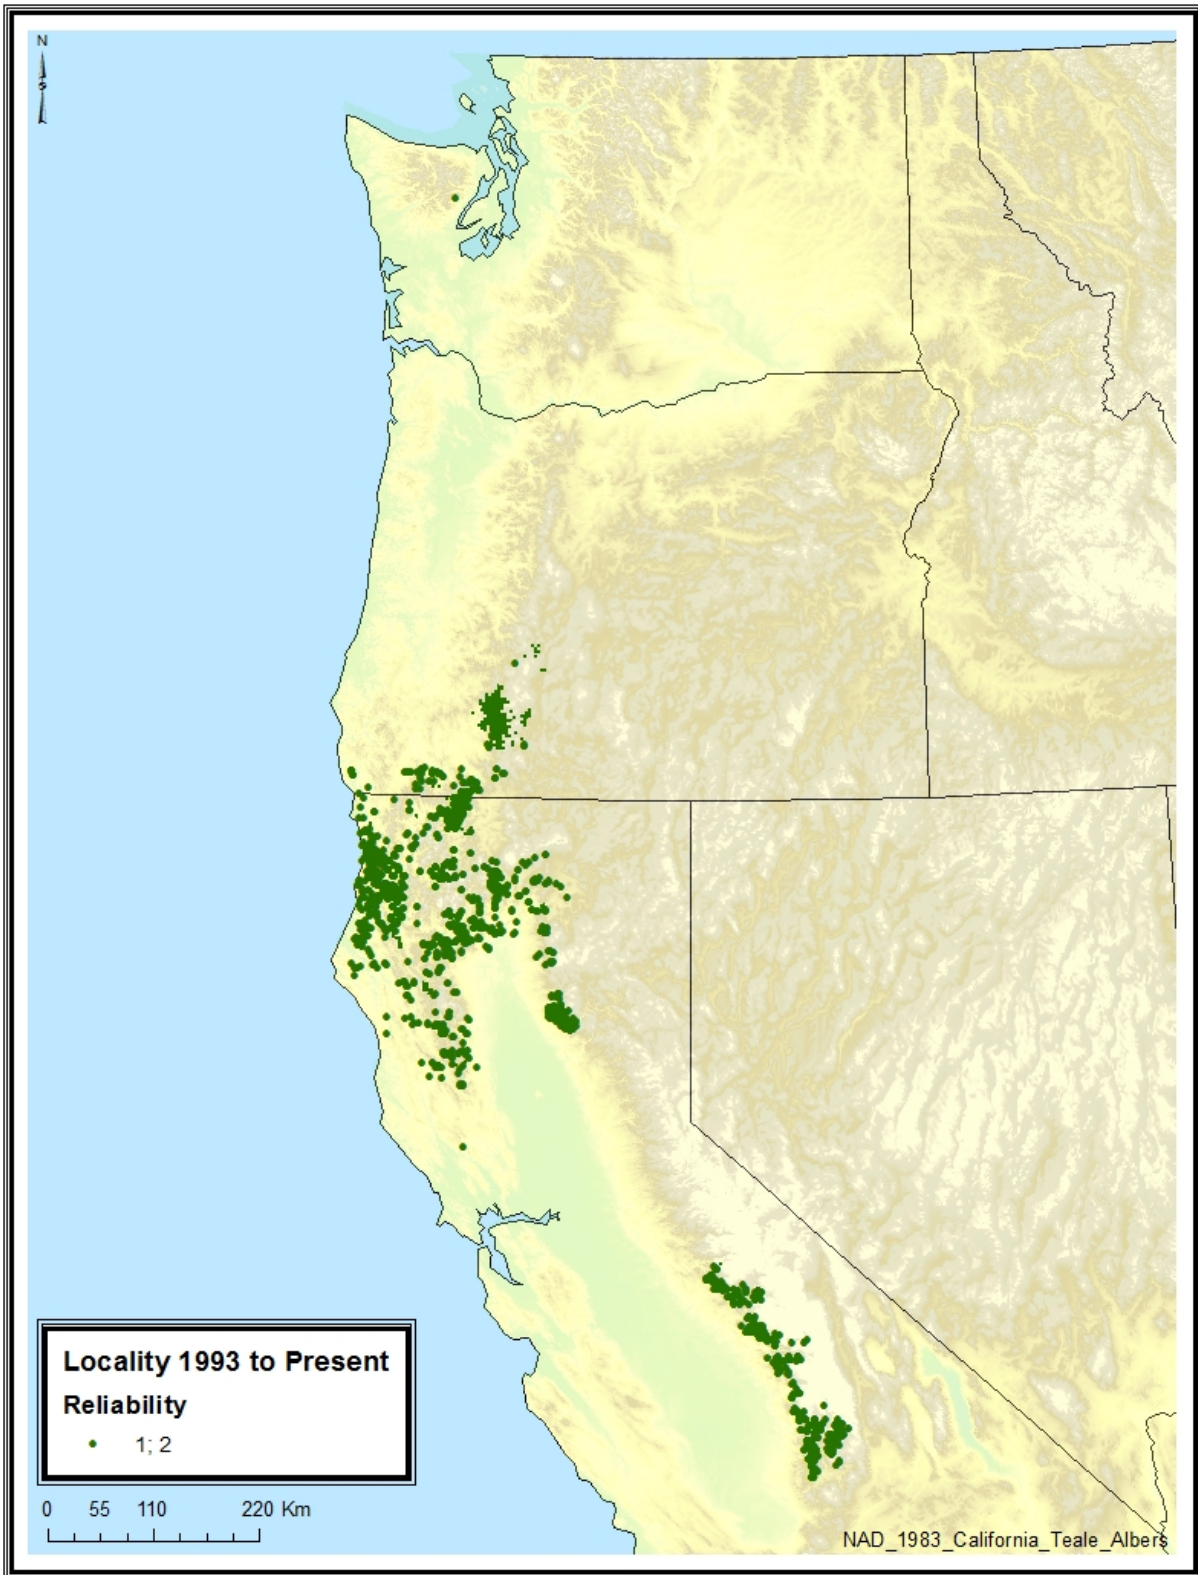 N
Locality 1993 to Present
Reliability
1; 2
0 55 110 220 Km
NAD_1983_California_Teale_Albers